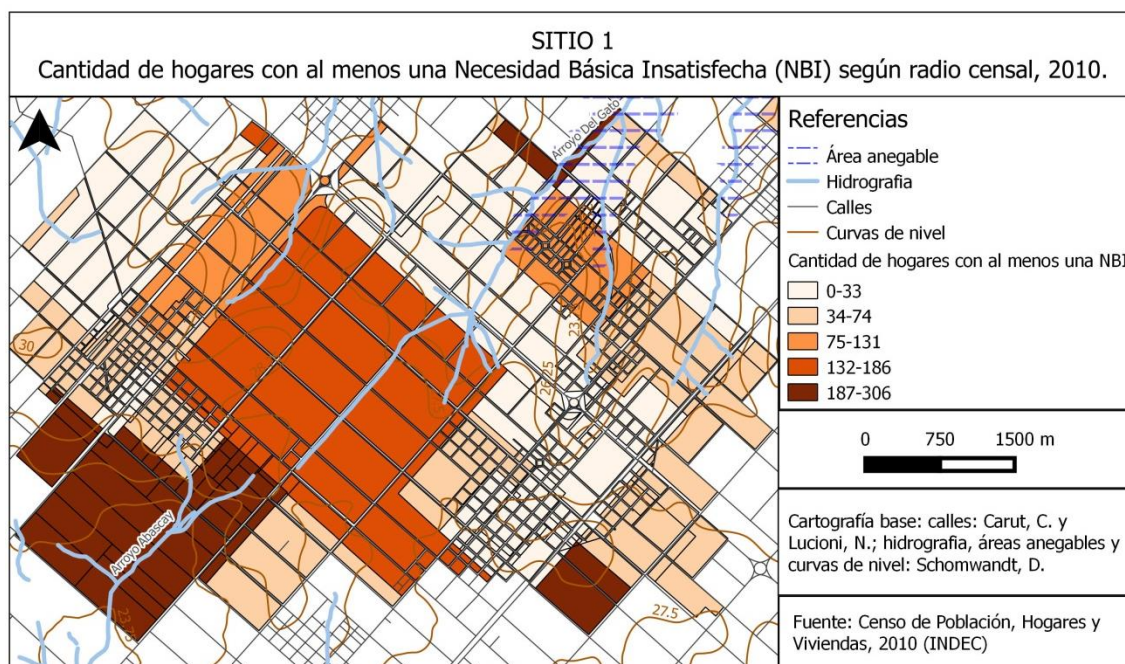 SITIO 1
Cantidad de hogares con al menos una Necesidad Básica Insatisfecha (NBI) según radio censal, 2010.
Arroyo Del Gato
30
26.25
Arroyo Abascay
23.75
27.5
Referencias
Área anegable
Hidrografia
Calles
Curvas de nivel
Cantidad de hogares con al menos una NBI
0-33
34-74
75-131
132-186
187-306
0 750 1500 m
Cartografía base: calles: Carut, C. y
Lucioni, N.; hidrografia, áreas anegables y
curvas de nivel: Schomwandt, D.
Fuente: Censo de Población, Hogares y
Viviendas, 2010 (INDEC)